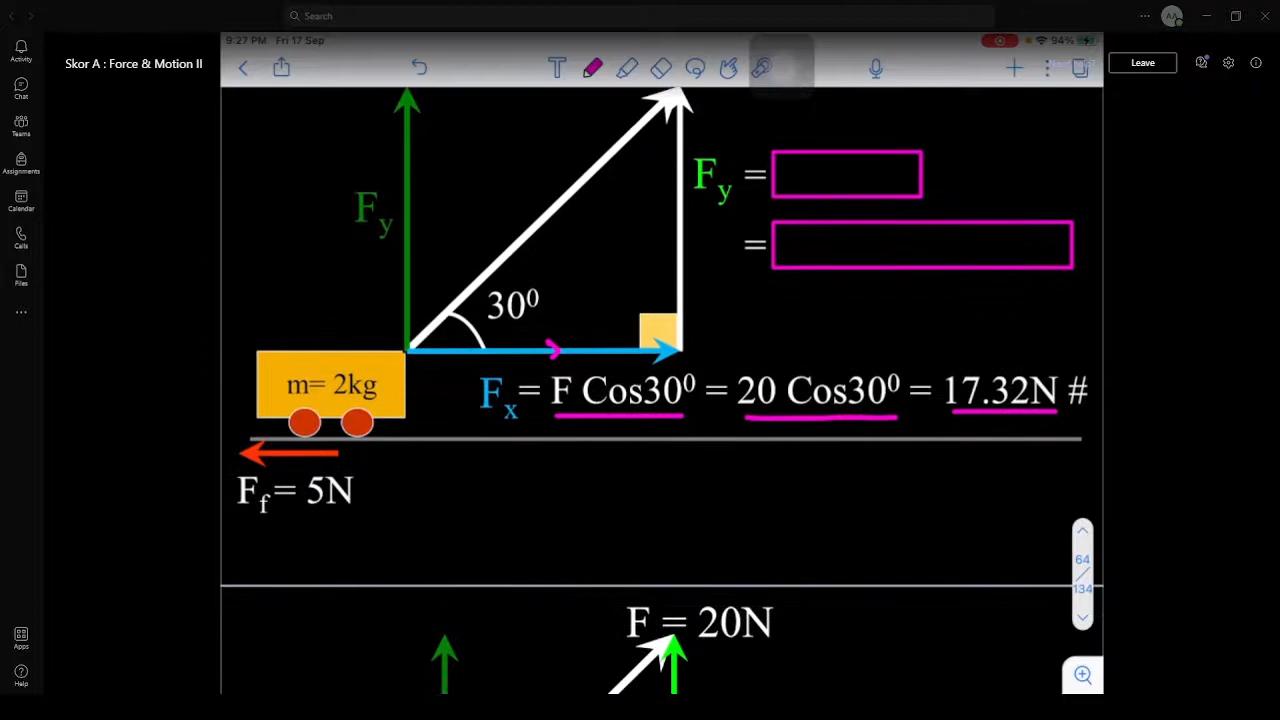 Search
AA
Activity
Chat
Teams
Assignments
Calendar
Calls
Files
Apps
Help
Skor A : Force & Motion II
Leave
9:27 PM Fri 17 Sep
94%
T
Fy
Fy =
=
30⁰
m= 2kg
Fx = F Cos30⁰ = 20 Cos30⁰ = 17.32N #
Ff = 5N
64
134
F = 20N